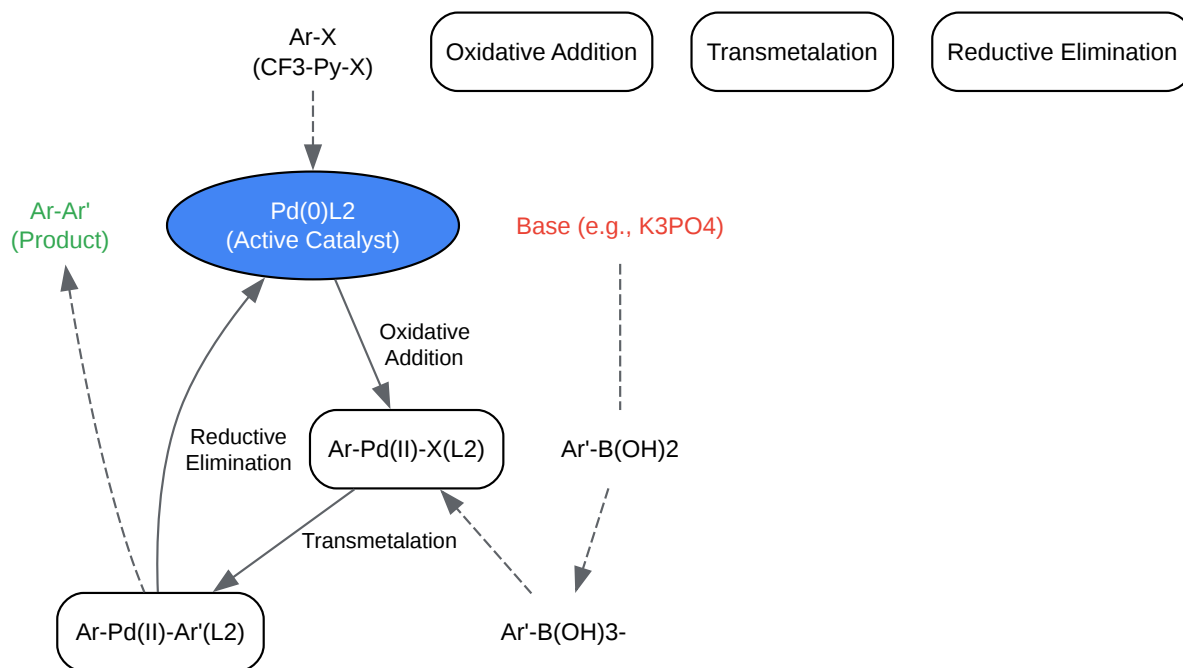 Ar-X
(CF3-Py-X)
Oxidative Addition
Transmetalation
Reductive Elimination
Ar-Ar'
(Product)
Pd(0)L2
(Active Catalyst)
Base (e.g., K3PO4)
Oxidative
Addition
Reductive
Elimination
Ar-Pd(II)-X(L2)
Ar'-B(OH)2
Transmetalation
Ar-Pd(II)-Ar'(L2)
Ar'-B(OH)3-